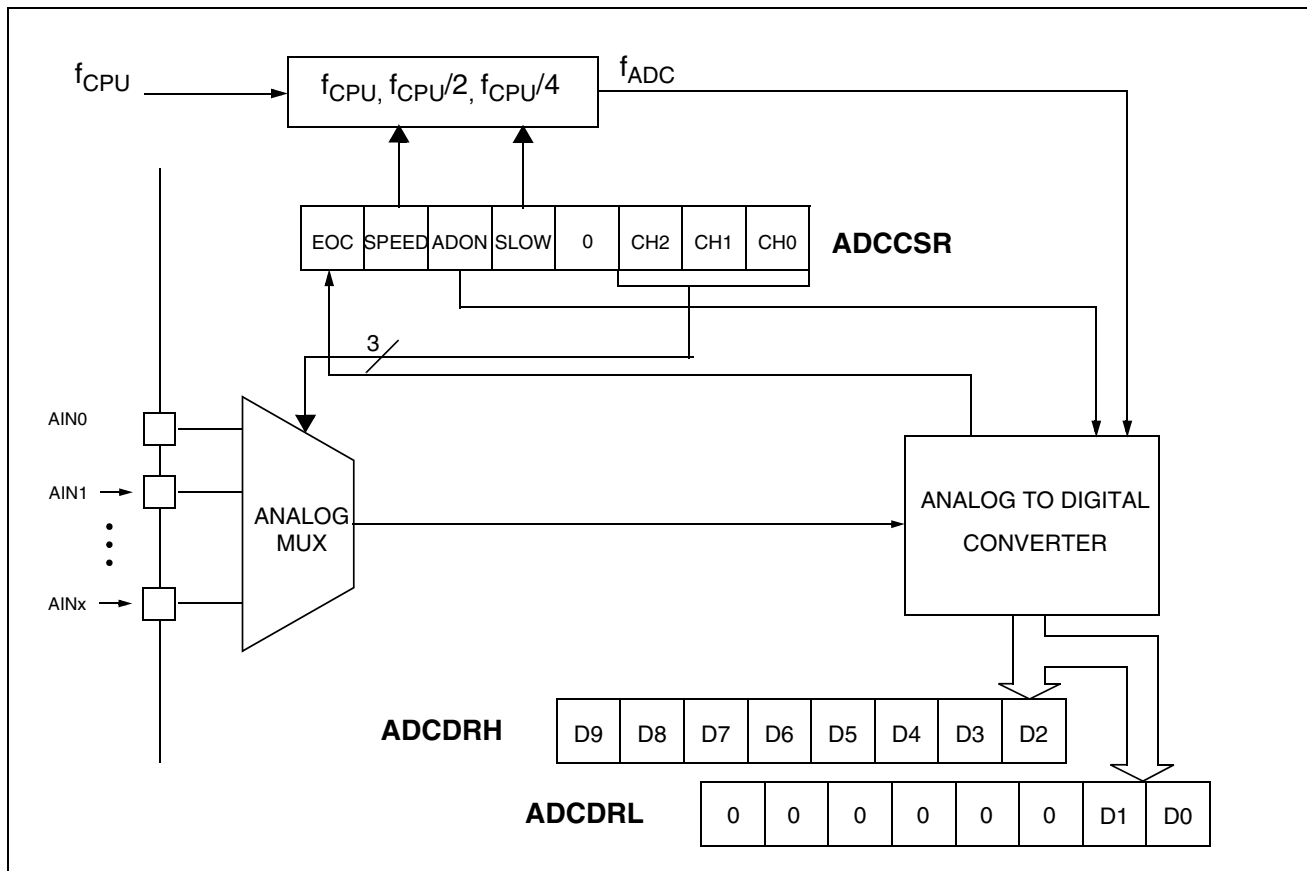 fCPU
fCPU, fCPU/2, fCPU/4
fADC
EOC SPEED ADON SLOW 0 CH2 CH1 CH0
ADCCSR
3
AIN0
AIN1
AINx
ANALOG
MUX
ANALOG TO DIGITAL
CONVERTER
ADCDRH
D9 D8 D7 D6 D5 D4 D3 D2
ADCDRL
0 0 0 0 0 0 D1 D0